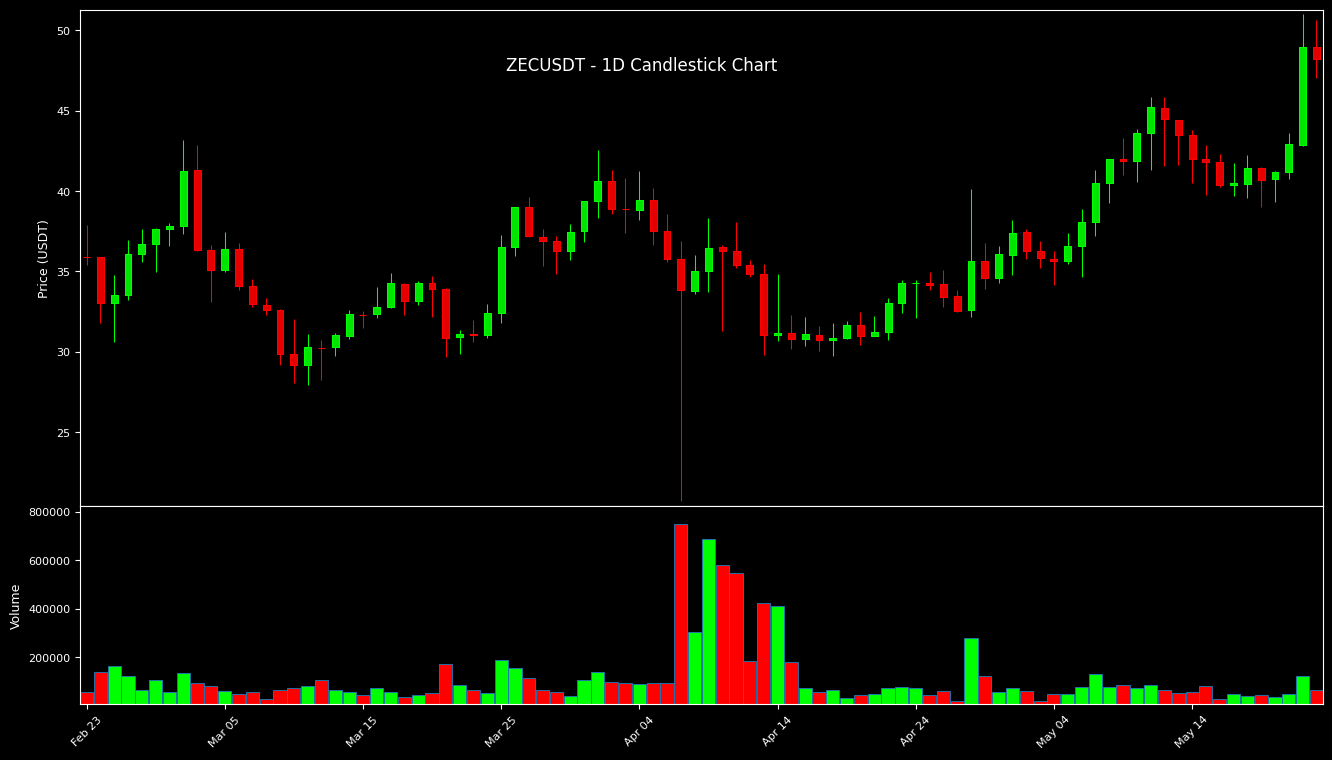 ZECUSDT - 1D Candlestick Chart
Price (USDT)
50
45
40
35
30
25
Volume
800000
600000
400000
200000
Feb 23
Mar 05
Mar 15
Mar 25
Apr 04
Apr 14
Apr 24
May 04
May 14